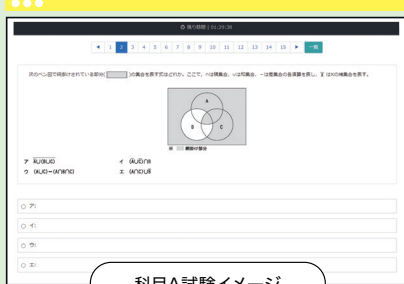 残り時間 | 01:29:38
1 2 3 4 5 6 7 8 9 10 11 12 13 14 15 一覧
次のベン図で網掛けされている部分( )の集合を表す式はどれか。ここで、∩は積集合、∪は和集合、−は差集合の各演算を表し、X̅ はXの補集合を表す。
A
B C
注 網掛け部分
ア
イ
ウ (A∪C)−(A∩B∩C)
エ
ア:
イ:
ウ:
エ:
科目A試験イメージ